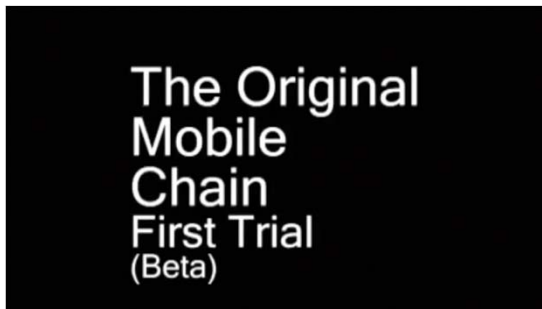 The Original
Mobile
Chain
First Trial
(Beta)